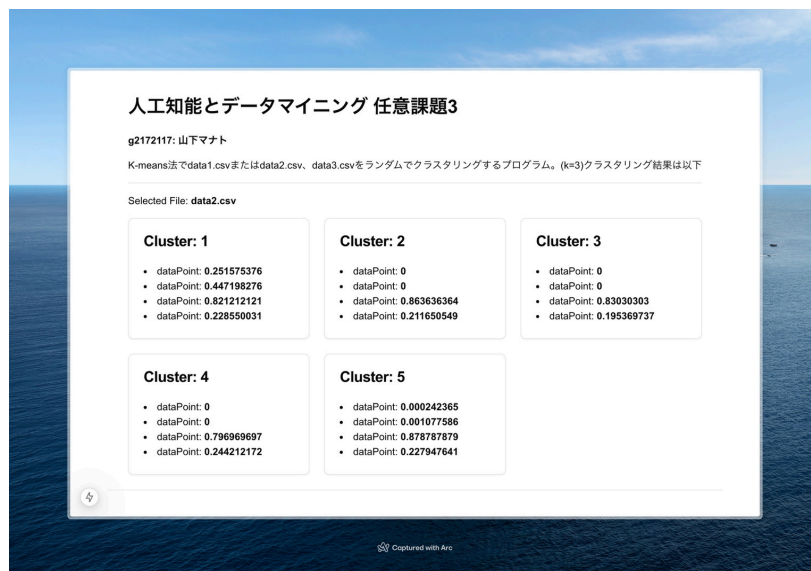 人工知能とデータマイニング 任意課題3
g2172117: 山下マナト
K-means法でdata1.csvまたはdata2.csv、data3.csvをランダムでクラスタリングするプログラム。(k=3)クラスタリング結果は以下
Selected File: data2.csv
Cluster: 1
• dataPoint: 0.251575376
• dataPoint: 0.447198276
• dataPoint: 0.821212121
• dataPoint: 0.228550031
Cluster: 2
• dataPoint: 0
• dataPoint: 0
• dataPoint: 0.863636364
• dataPoint: 0.211650549
Cluster: 3
• dataPoint: 0
• dataPoint: 0
• dataPoint: 0.83030303
• dataPoint: 0.195369737
Cluster: 4
• dataPoint: 0
• dataPoint: 0
• dataPoint: 0.796969697
• dataPoint: 0.244212172
Cluster: 5
• dataPoint: 0.000242365
• dataPoint: 0.001077586
• dataPoint: 0.878787879
• dataPoint: 0.227947641
Captured with Arc